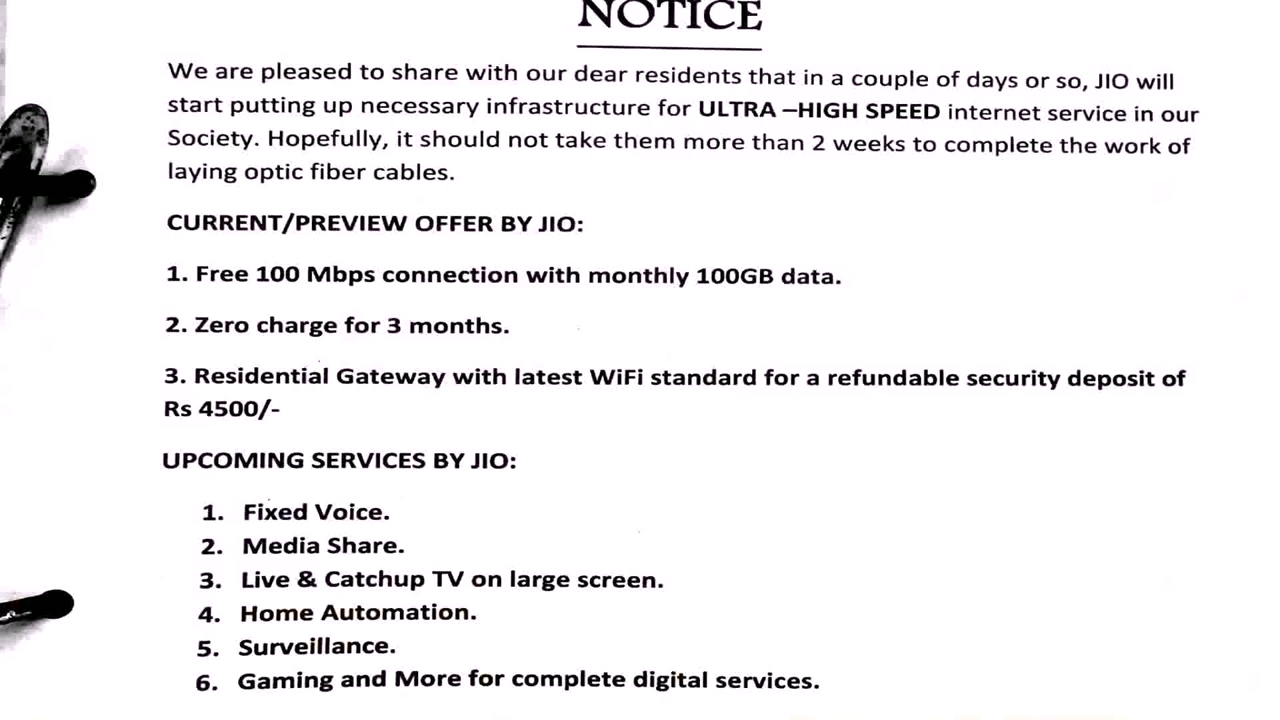 NOTICE
We are pleased to share with our dear residents that in a couple of days or so, JIO will
start putting up necessary infrastructure for ULTRA –HIGH SPEED internet service in our
Society. Hopefully, it should not take them more than 2 weeks to complete the work of
laying optic fiber cables.
CURRENT/PREVIEW OFFER BY JIO:
1. Free 100 Mbps connection with monthly 100GB data.
2. Zero charge for 3 months.
3. Residential Gateway with latest WiFi standard for a refundable security deposit of
Rs 4500/-
UPCOMING SERVICES BY JIO:
1. Fixed Voice.
2. Media Share.
3. Live & Catchup TV on large screen.
4. Home Automation.
5. Surveillance.
6. Gaming and More for complete digital services.